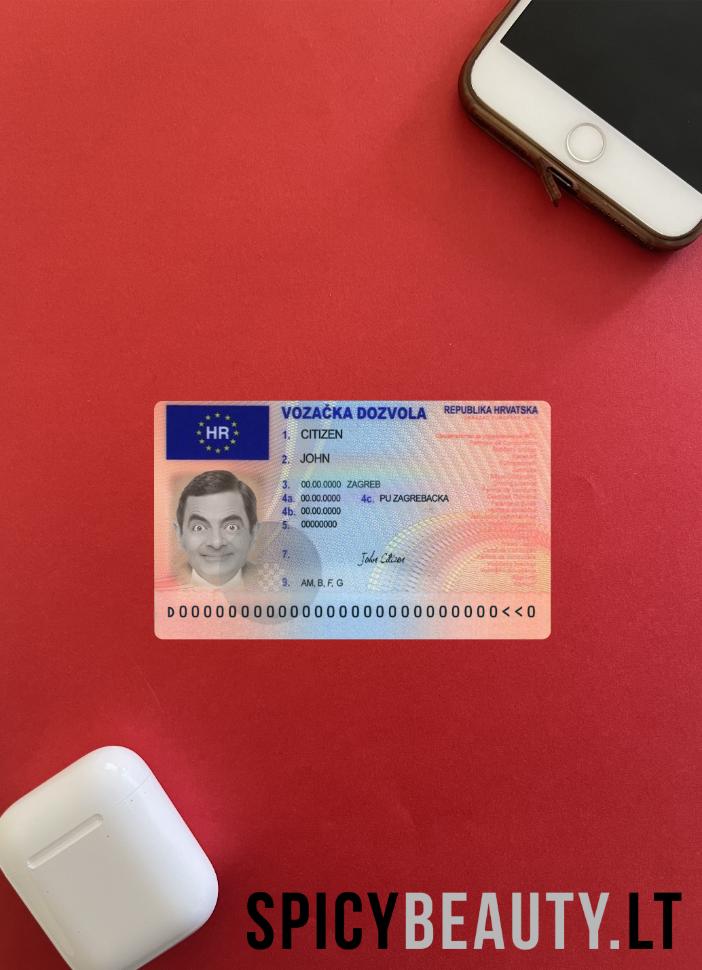 HR
VOZAČKA DOZVOLA
REPUBLIKA HRVATSKA
1. CITIZEN
2. JOHN
3. 00.00.0000 ZAGREB
4a. 00.00.0000 4c. PU ZAGREBACKA
4b. 00.00.0000
5. 00000000
7. John Citizen
9. AM, B, F, G
D00000000000000000000000000<<0
SPICYBEAUTY.LT